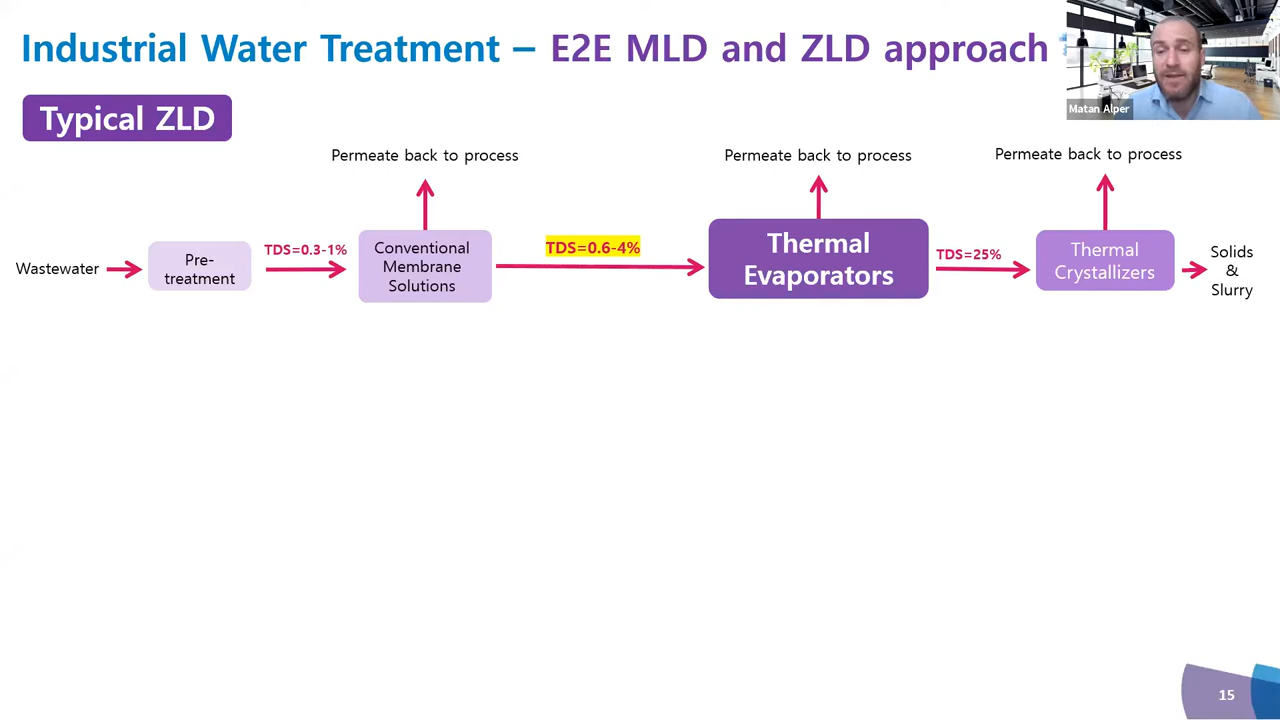 Industrial Water Treatment – E2E MLD and ZLD approach
Matan Alper
Typical ZLD
Permeate back to process
Permeate back to process
Permeate back to process
Wastewater
Pre-
treatment
TDS=0.3-1%
Conventional
Membrane
Solutions
TDS=0.6-4%
Thermal
Evaporators
TDS=25%
Thermal
Crystallizers
Solids
&
Slurry
15